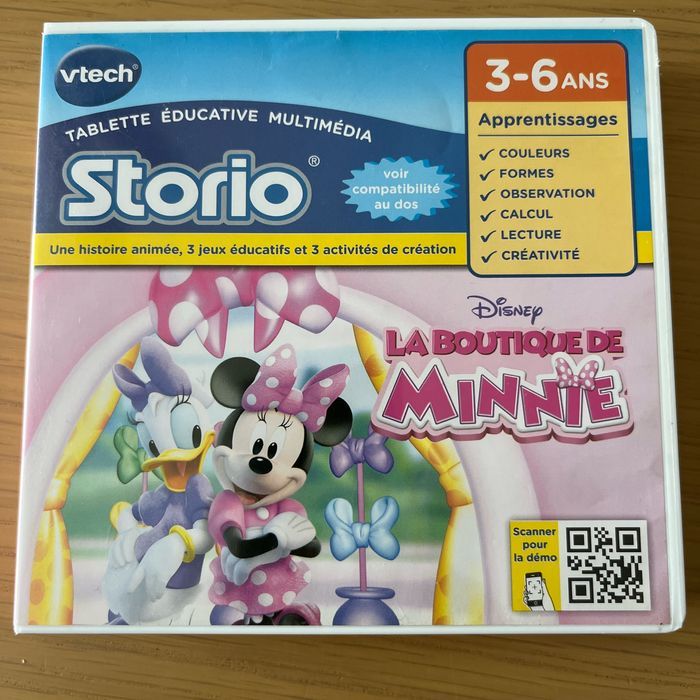 vtech®
TABLETTE ÉDUCATIVE MULTIMÉDIA
Storio®
voir
compatibilité
au dos
Une histoire animée, 3 jeux éducatifs et 3 activités de création
3-6 ANS
Apprentissages
✓ COULEURS
✓ FORMES
✓ OBSERVATION
✓ CALCUL
✓ LECTURE
✓ CRÉATIVITÉ
Disney
LA BOUTIQUE DE
MINNIE
Scanner
pour
la démo